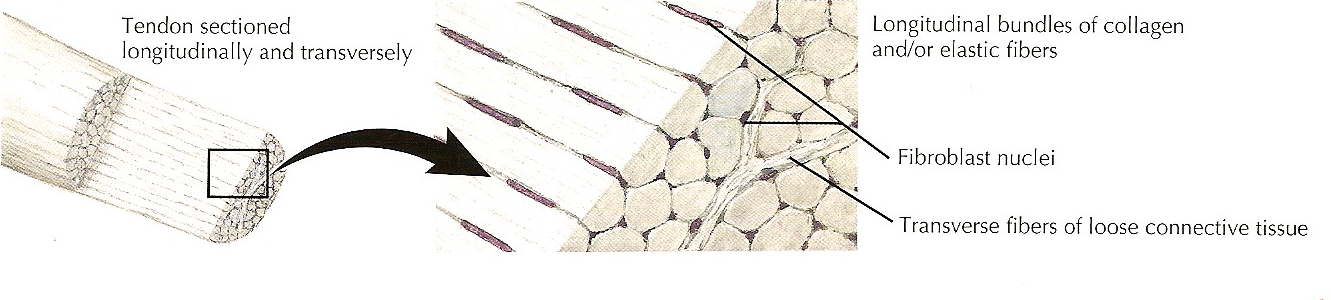 Tendon sectioned
longitudinally and transversely
Longitudinal bundles of collagen
and/or elastic fibers
Fibroblast nuclei
Transverse fibers of loose connective tissue